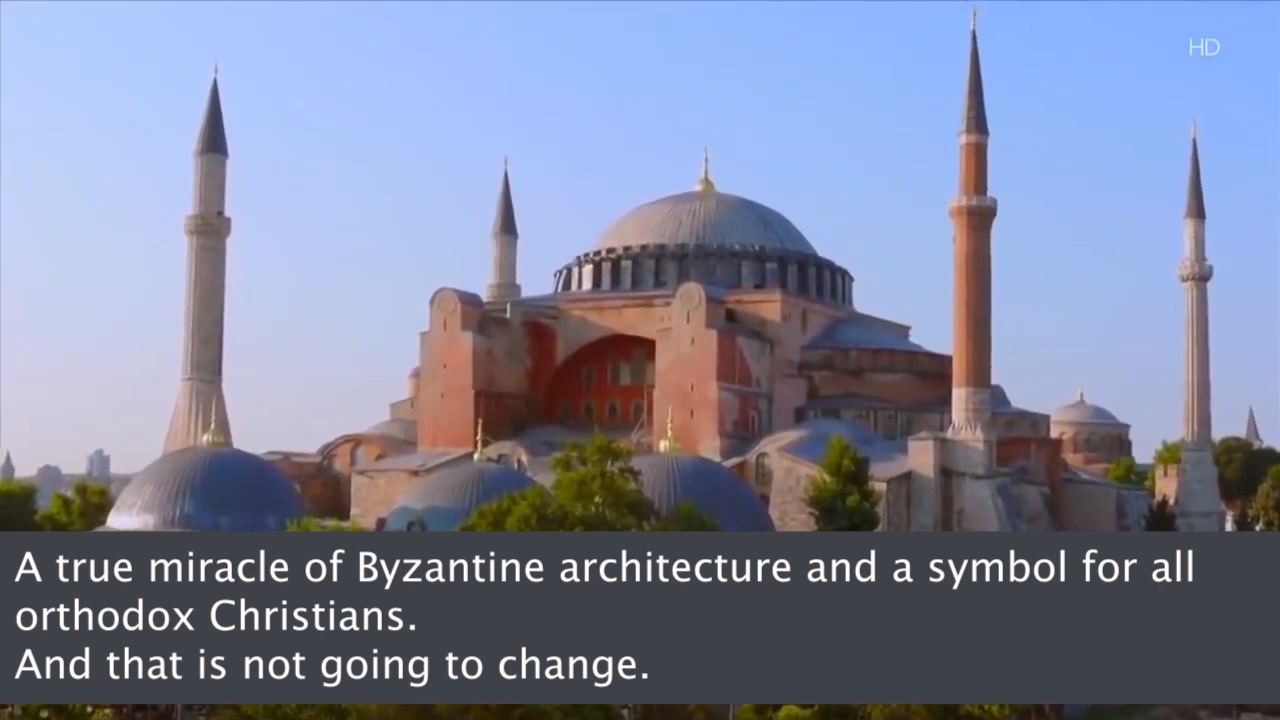 HD
A true miracle of Byzantine architecture and a symbol for all
orthodox Christians.
And that is not going to change.